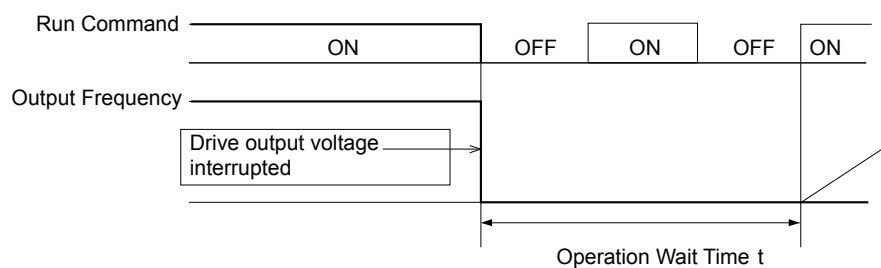 Run Command
ON OFF ON OFF ON
Output Frequency
Drive output voltage
interrupted
Operation Wait Time t